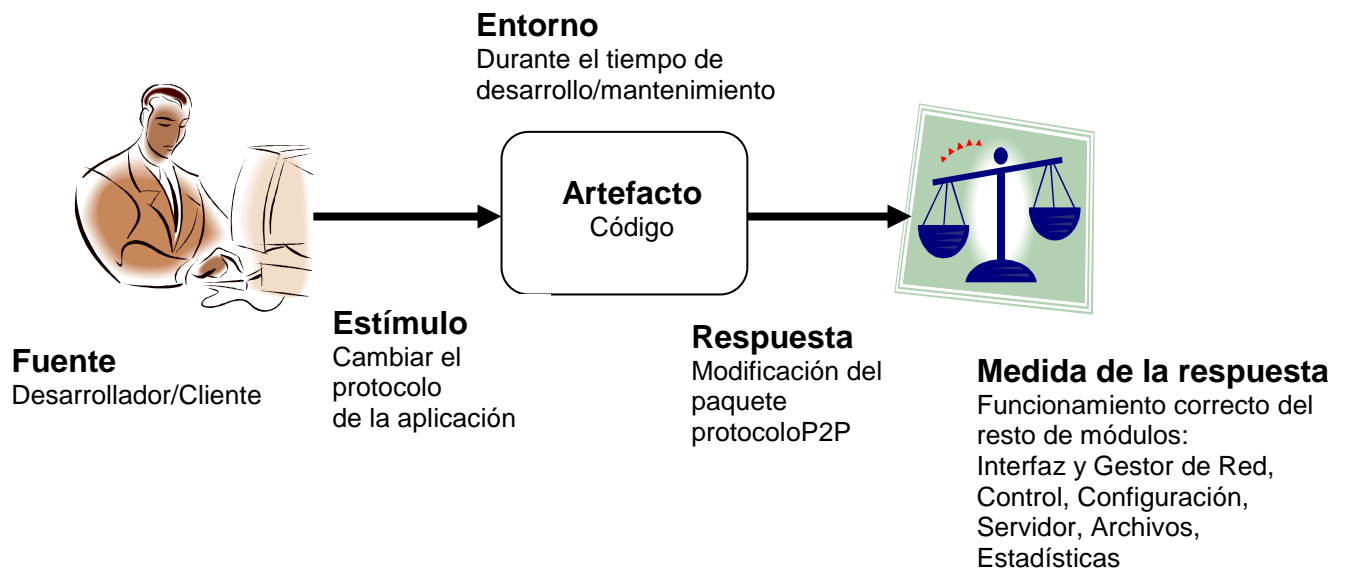 Entorno
Durante el tiempo de
desarrollo/mantenimiento
Artefacto
Código
Fuente
Desarrollador/Cliente
Estímulo
Cambiar el
protocolo
de la aplicación
Respuesta
Modificación del
paquete
protocoloP2P
Medida de la respuesta
Funcionamiento correcto del
resto de módulos:
Interfaz y Gestor de Red,
Control, Configuración,
Servidor, Archivos,
Estadísticas